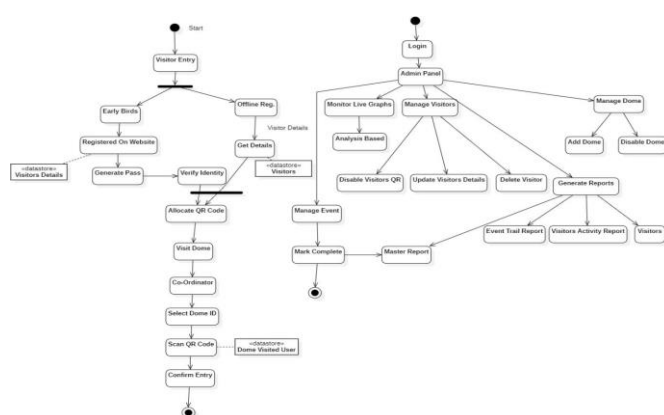 Start
Visitor Entry
Early Birds
Offline Reg.
Registered On Website
Visitor Details
Get Details
«datastore»
Visitors Details
«datastore»
Visitors
Generate Pass
Verify Identity
Allocate QR Code
Visit Dome
Co-Ordinator
Select Dome ID
Scan QR Code
«datastore»
Dome Visited User
Confirm Entry
Login
Admin Panel
Monitor Live Graphs
Manage Visitors
Manage Dome
Analysis Based
Add Dome
Disable Dome
Disable Visitors QR
Update Visitors Details
Delete Visitor
Generate Reports
Manage Event
Event Trail Report
Visitors Activity Report
Visitors
Mark Complete
Master Report